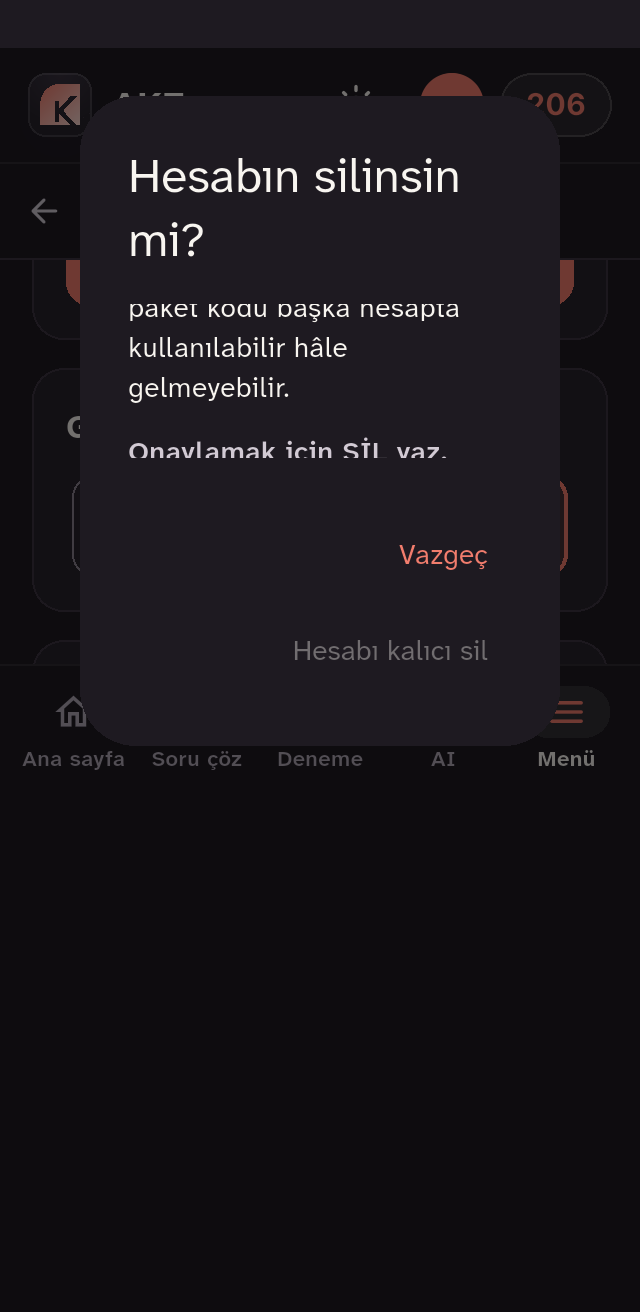 206
Hesabın silinsin
mi?
paket kodu başka hesapta
kullanılabilir hâle
gelmeyebilir.
Onaylamak için SİL yaz.
Vazgeç
Hesabı kalıcı sil
Ana sayfa
Soru çöz
Deneme
AI
Menü